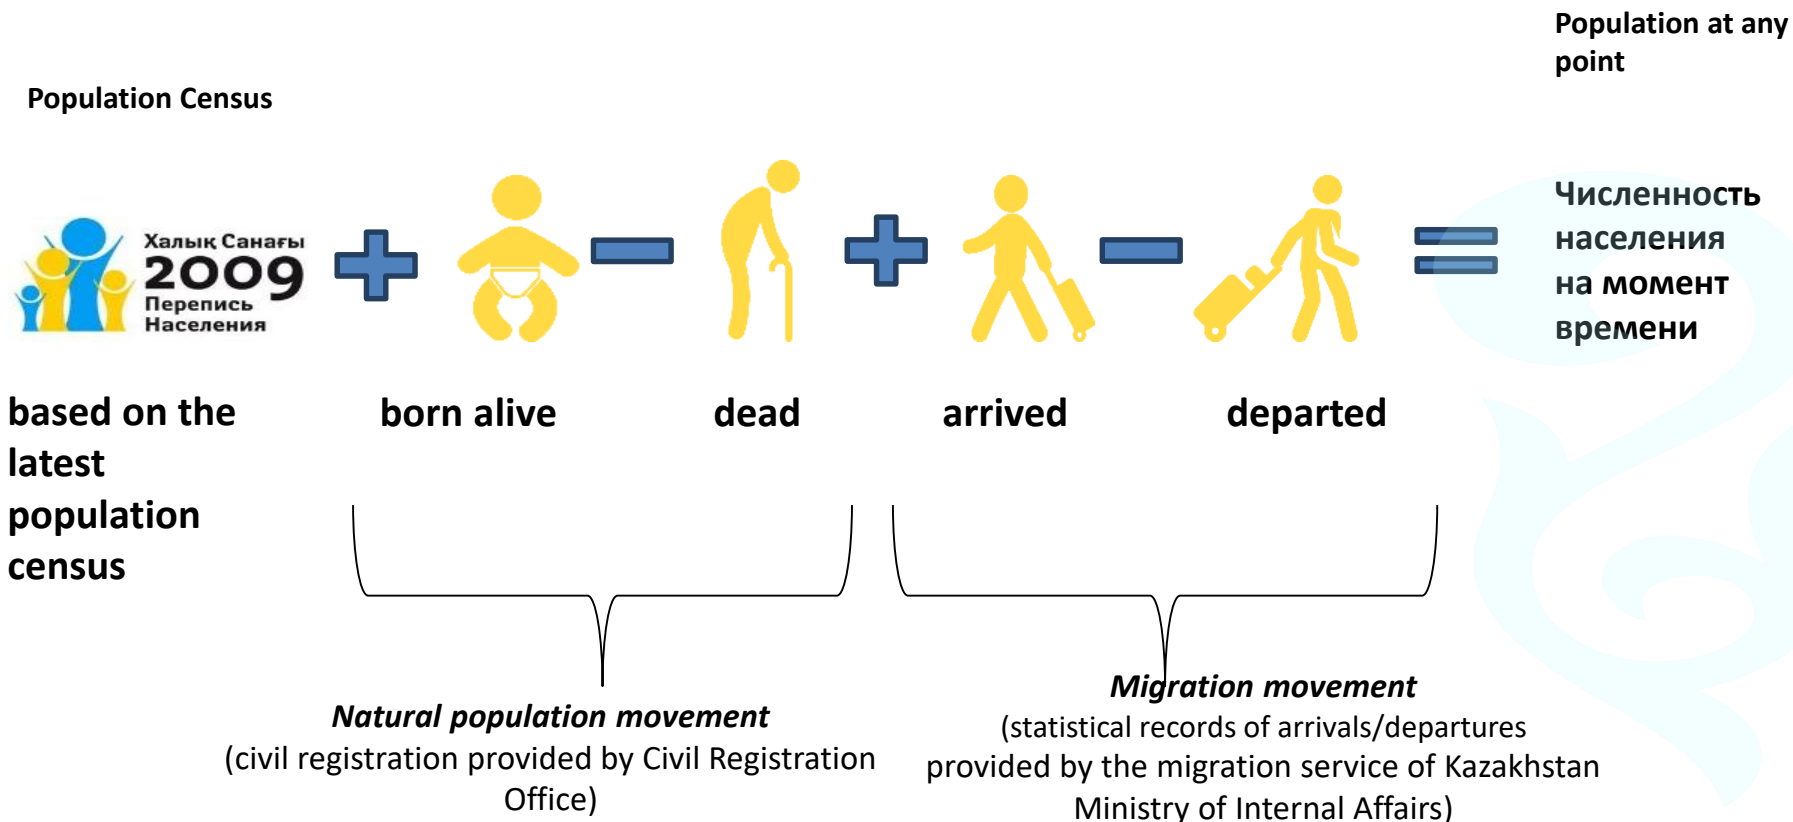 Population at any
point
Population Census
Халық Санағы
2009
Перепись
Населения
Численность
населения
на момент
времени
based on the
latest
population
census
born alive
dead
arrived
departed
Natural population movement
(civil registration provided by Civil Registration
Office)
Migration movement
(statistical records of arrivals/departures
provided by the migration service of Kazakhstan
Ministry of Internal Affairs)